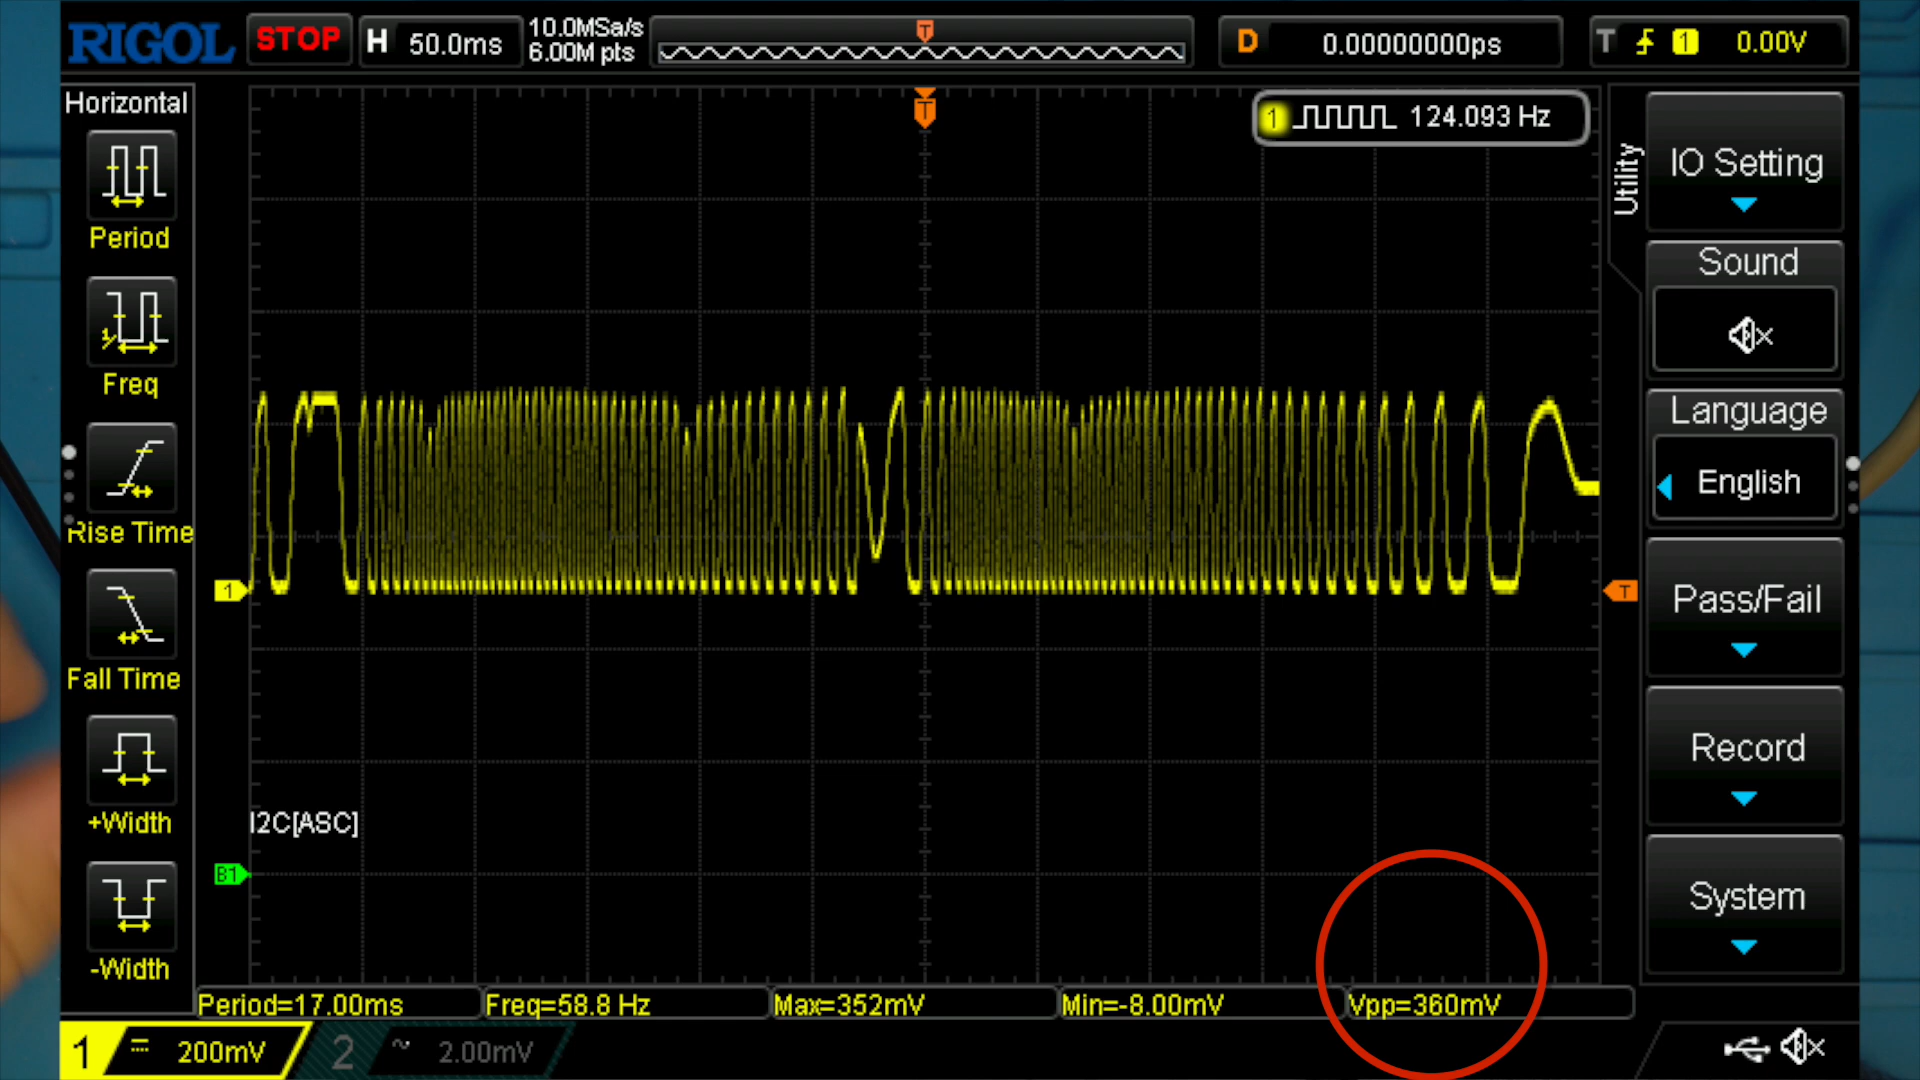 RIGOL STOP H 50.0ms 10.0MSa/s D 0.00000000ps T 1 0.00V
6.00M pts
T
Horizontal
T
1 124.093 Hz
Utility
IO Setting
Period
Sound
Freq
Language
English
Rise Time
1
T
Pass/Fail
Fall Time
Record
+Width
I2C[ASC]
B1
System
-Width
Period=17.00ms Freq=58.8 Hz Max=352mV Min=-8.00mV Vpp=360mV
1 200mV 2 2.00mV